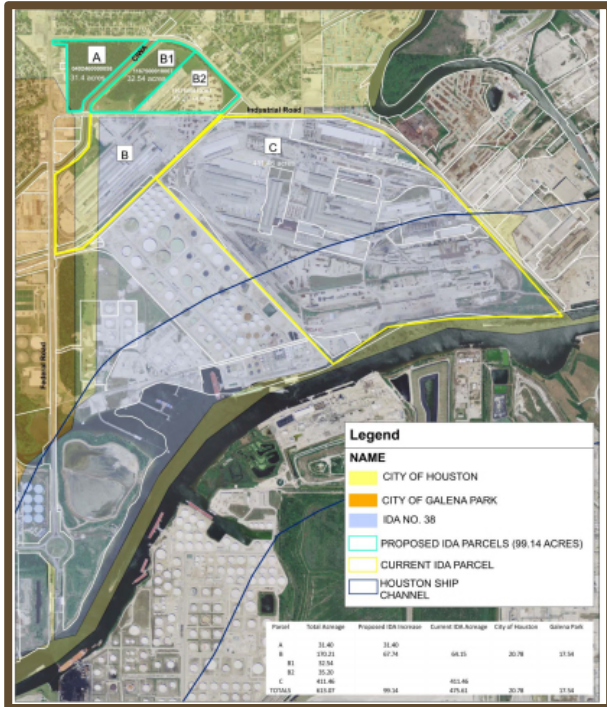 A
B1
CIWA
31.4 acres
32.54 acres
B2
Industrial Road
B
C
Federal Road
Legend
NAME
CITY OF HOUSTON
CITY OF GALENA PARK
IDA NO. 38
PROPOSED IDA PARCELS (99.14 ACRES)
CURRENT IDA PARCEL
HOUSTON SHIP
CHANNEL
Parcel Total Acreage Proposed IDA Increase Current IDA Acreage City of Houston Galena Park
A 31.40 31.40
B 170.21 67.74 64.15 20.78 17.54
B1 32.54
B2 35.20
C 411.46 411.46
TOTALS 613.07 99.14 475.61 20.78 17.54